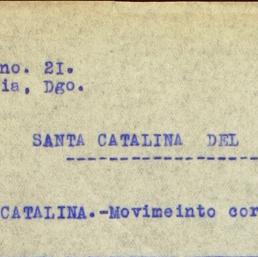 no. 21.
ia, Dgo.
SANTA CATALINA DEL
CATALINA.-Movimeinto cor